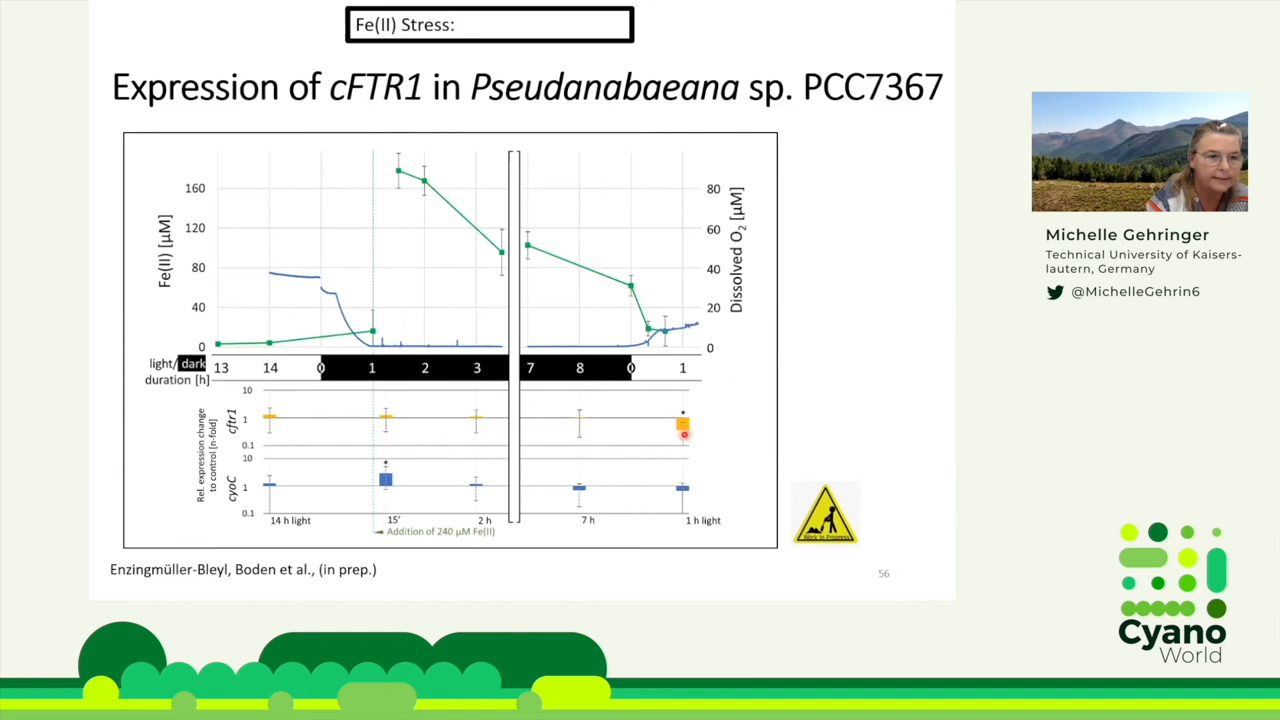 Fe(II) Stress:
Expression of cFTR1 in Pseudanabaeana sp. PCC7367
160
120
80
40
0
Fe(II) [µM]
80
60
40
20
0
Dissolved O2 [µM]
light/ dark
duration [h]
13 14 0 1 2 3 7 8 0 1
Rel. expression change
to control [n-fold]
cftr1
10
1
0.1
*
cyoC
10
1
0.1
*
14 h light 15’ 2 h 7 h 1 h light
Addition of 240 µM Fe(II)
Work in Progress
Enzingmüller-Bleyl, Boden et al., (in prep.)
56
Michelle Gehringer
Technical University of Kaisers-
lautern, Germany
@MichelleGehrin6
Cyano
World